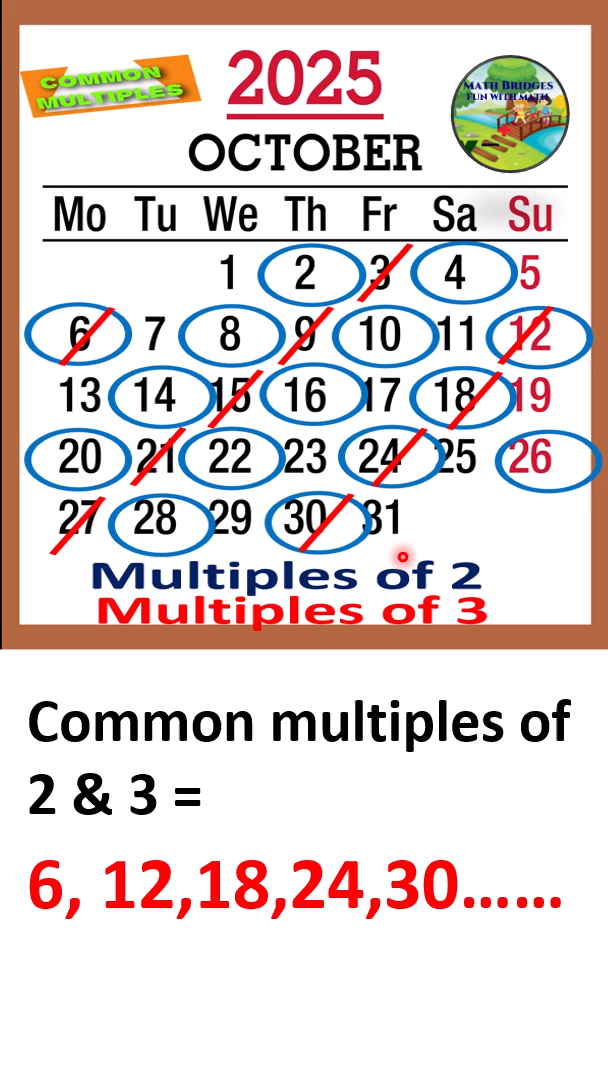 COMMON
MULTIPLES
2025
MATH BRIDGES
FUN WITH MATH
OCTOBER
Mo Tu We Th Fr Sa Su
1 2 3 4 5
6 7 8 9 10 11 12
13 14 15 16 17 18 19
20 21 22 23 24 25 26
27 28 29 30 31
Multiples of 2
Multiples of 3
Common multiples of
2 & 3 =
6, 12,18,24,30......